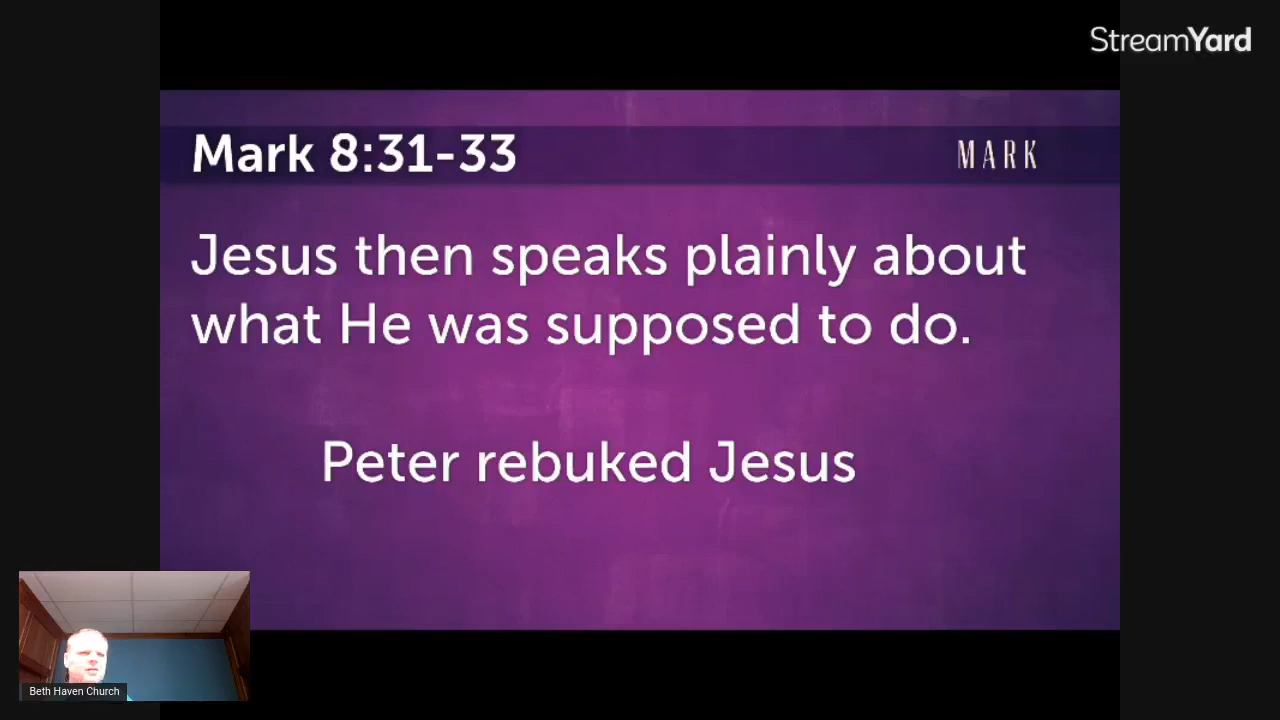 StreamYard
Mark 8:31-33
MARK
Jesus then speaks plainly about
what He was supposed to do.
Peter rebuked Jesus
Beth Haven Church